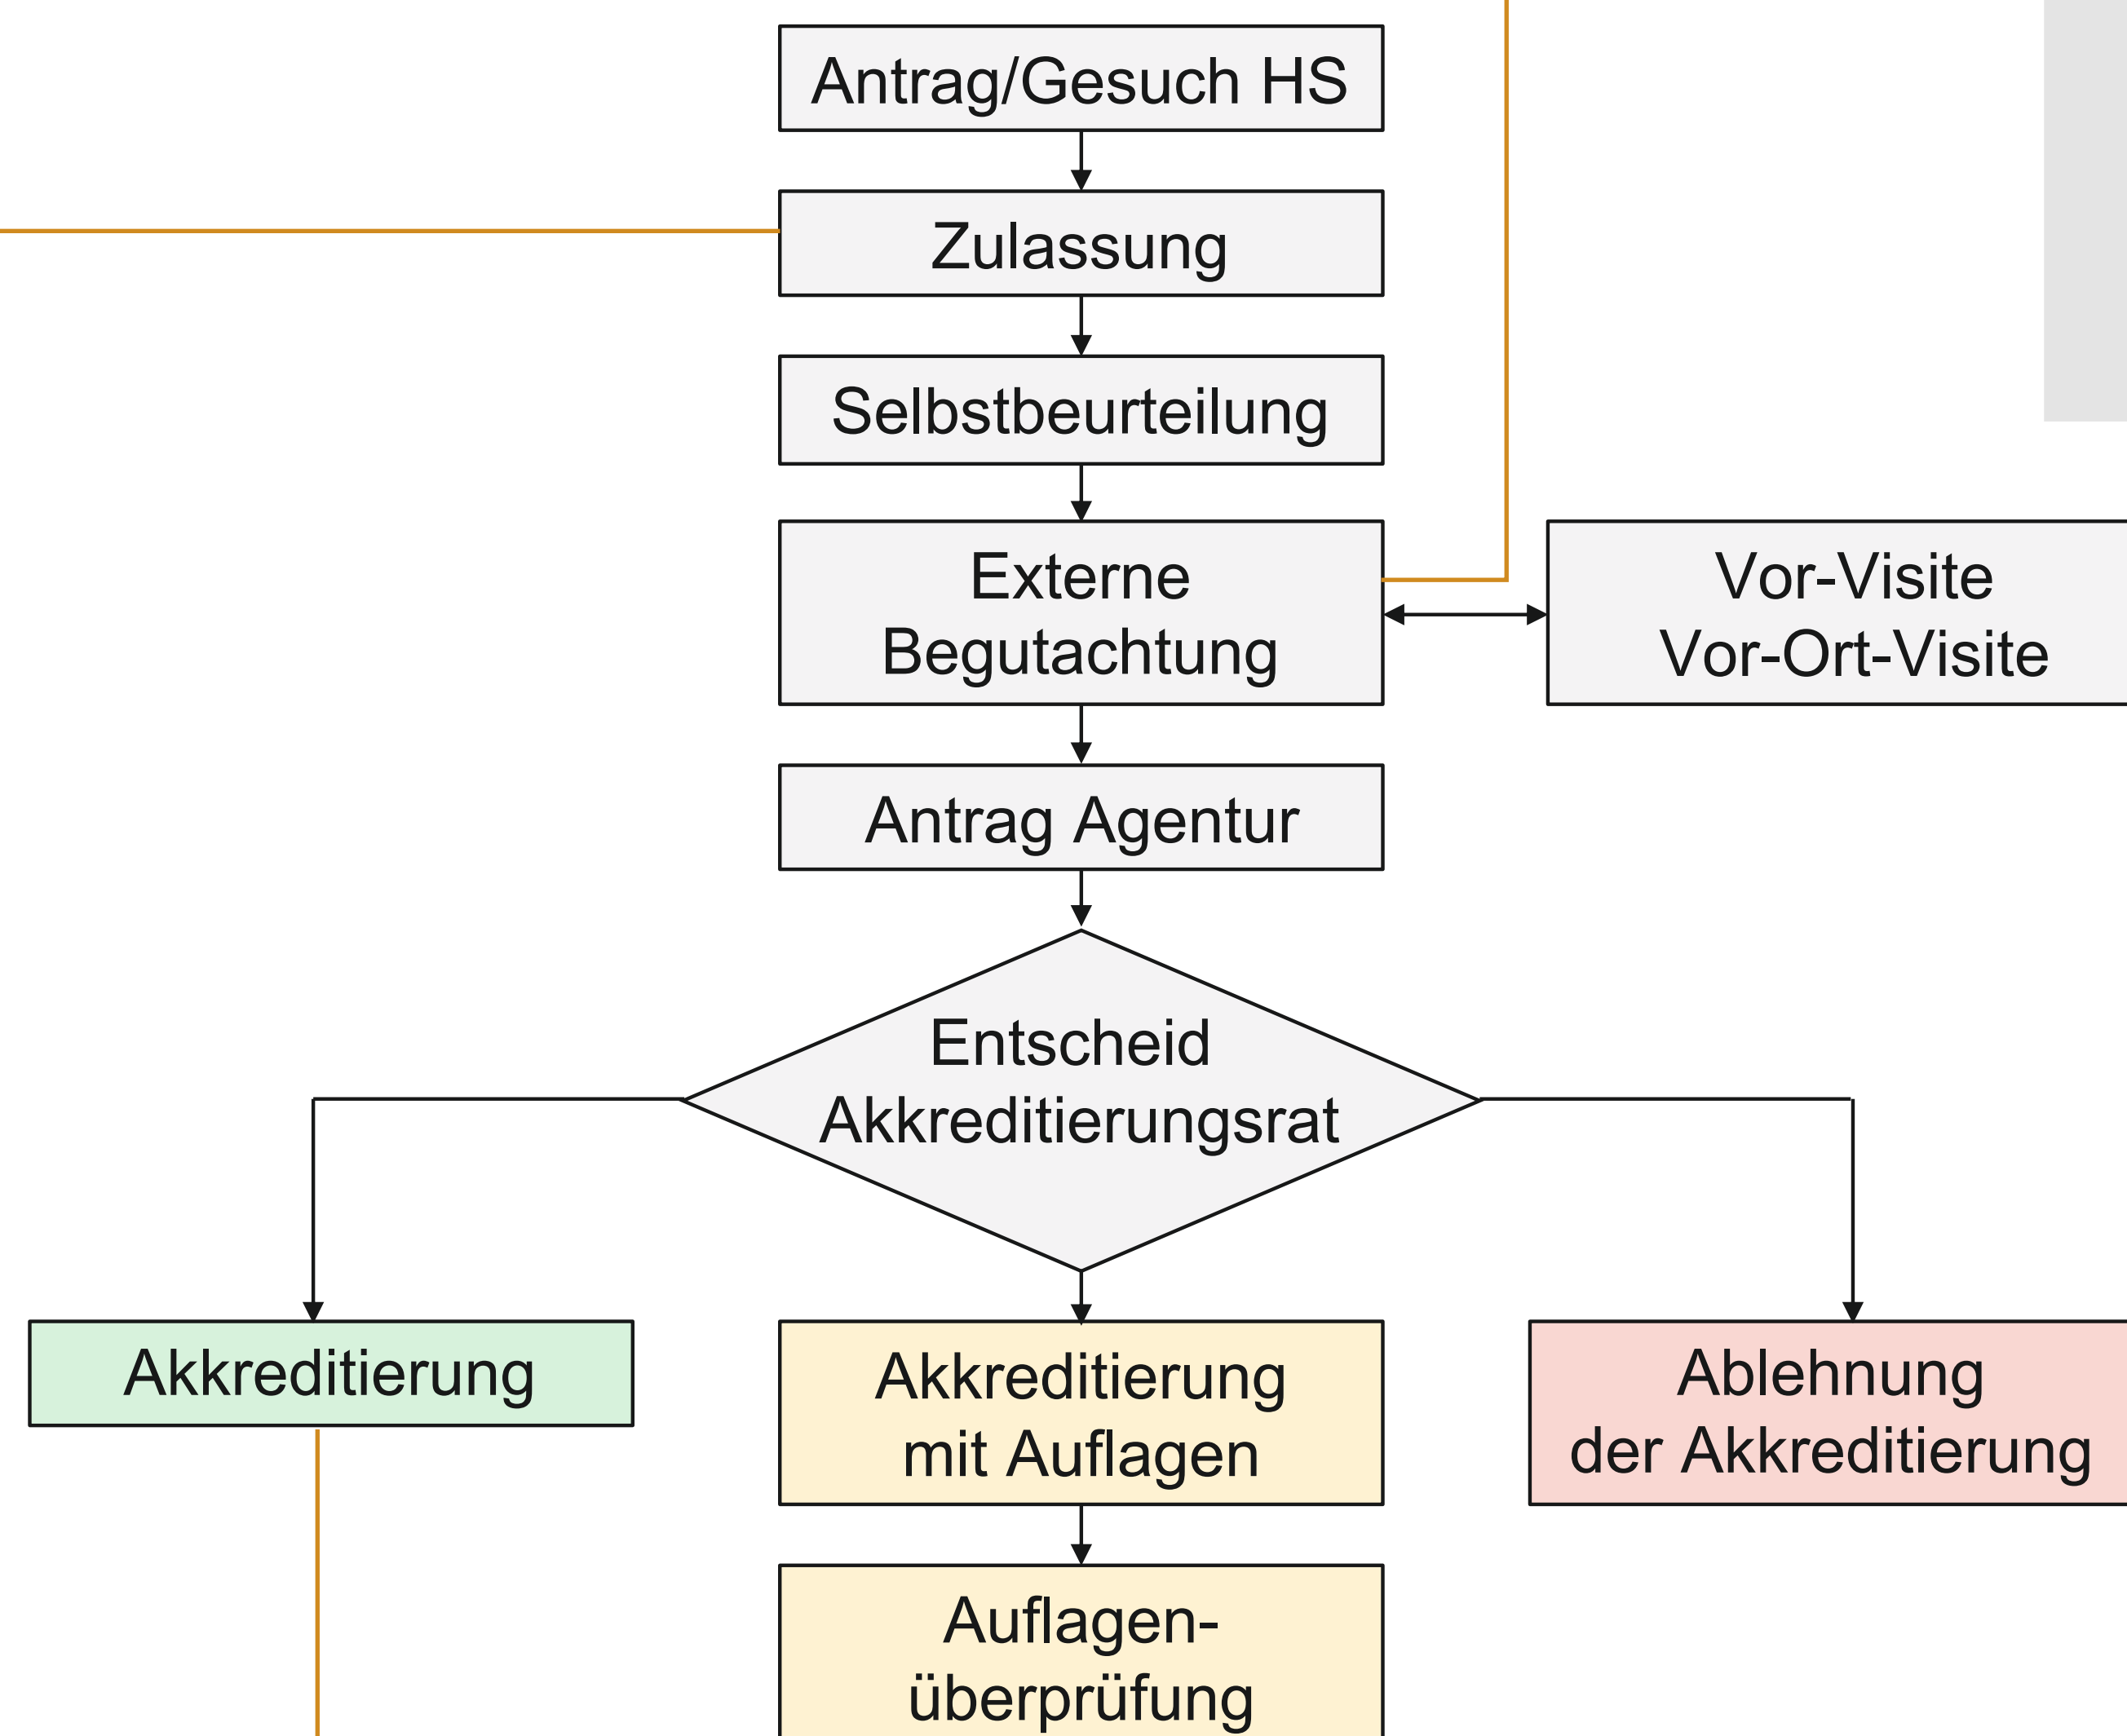 Antrag/Gesuch HS
Zulassung
Selbstbeurteilung
Externe
Begutachtung
Vor-Visite
Vor-Ort-Visite
Antrag Agentur
Entscheid
Akkreditierungsrat
Akkreditierung
Akkreditierung
mit Auflagen
Ablehnung
der Akkreditierung
Auflagen-
überprüfung